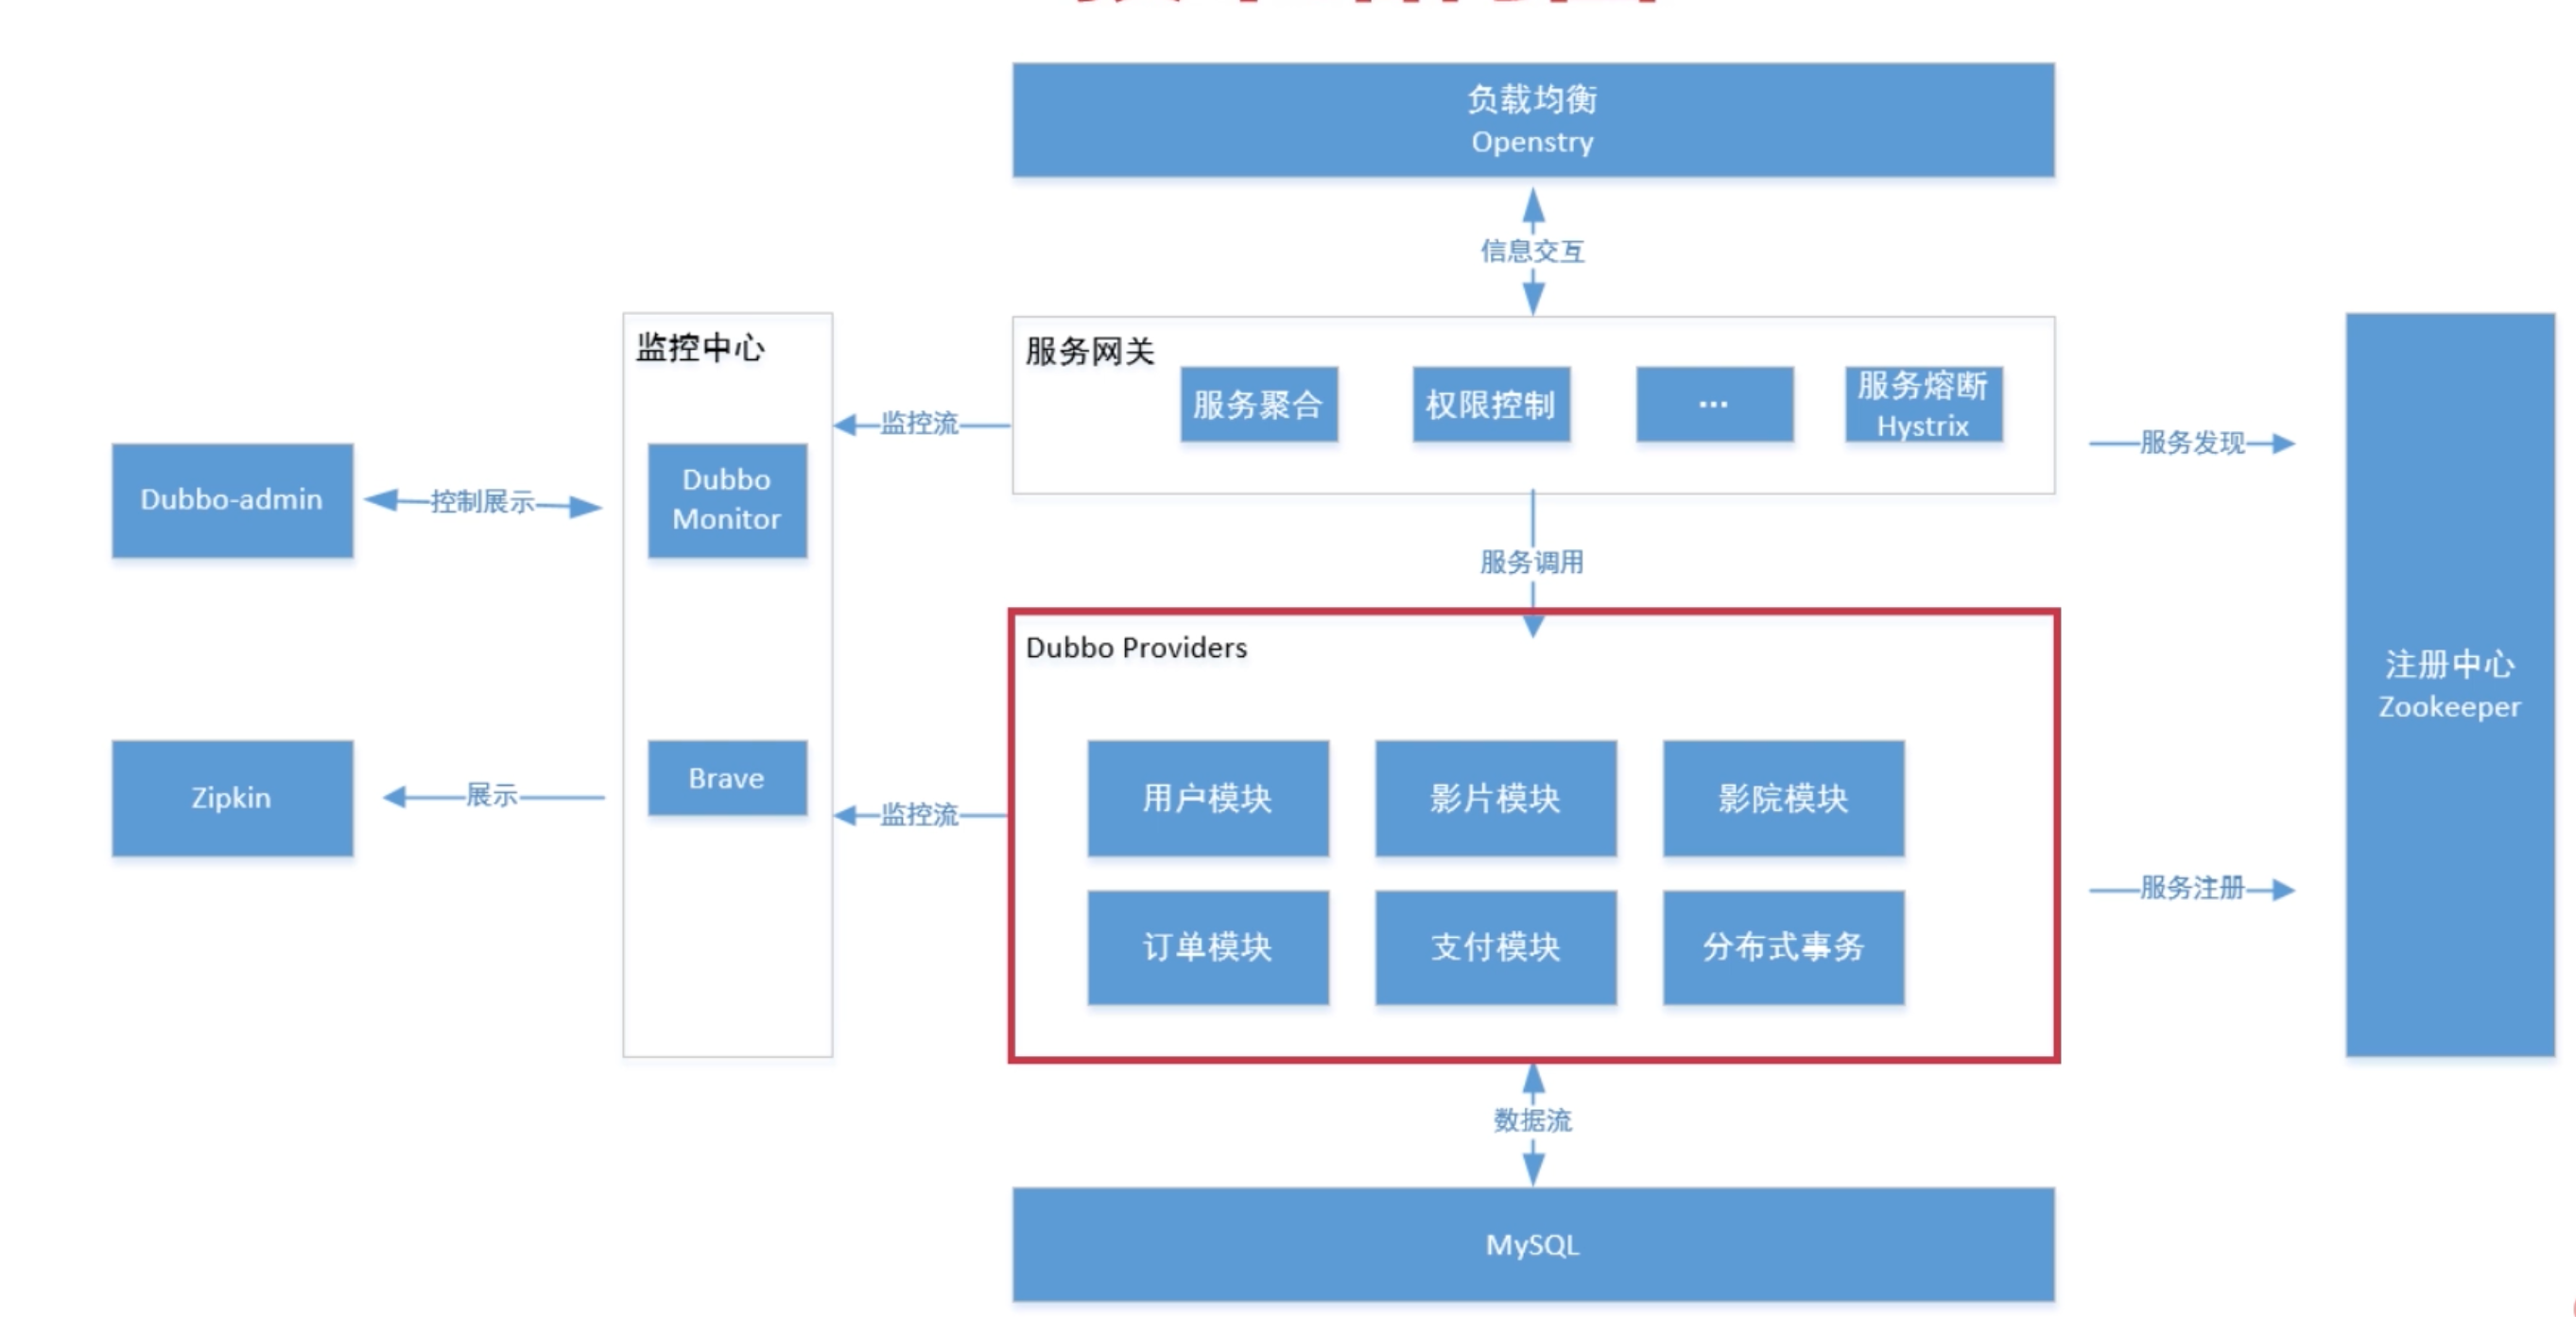 负载均衡
Openstry
信息交互
监控中心
服务网关
服务聚合
权限控制
...
服务熔断
Hystrix
监控流
服务发现
Dubbo-admin
控制展示
Dubbo
Monitor
服务调用
Dubbo Providers
注册中心
Zookeeper
Zipkin
展示
Brave
监控流
用户模块
影片模块
影院模块
订单模块
支付模块
分布式事务
服务注册
数据流
MySQL